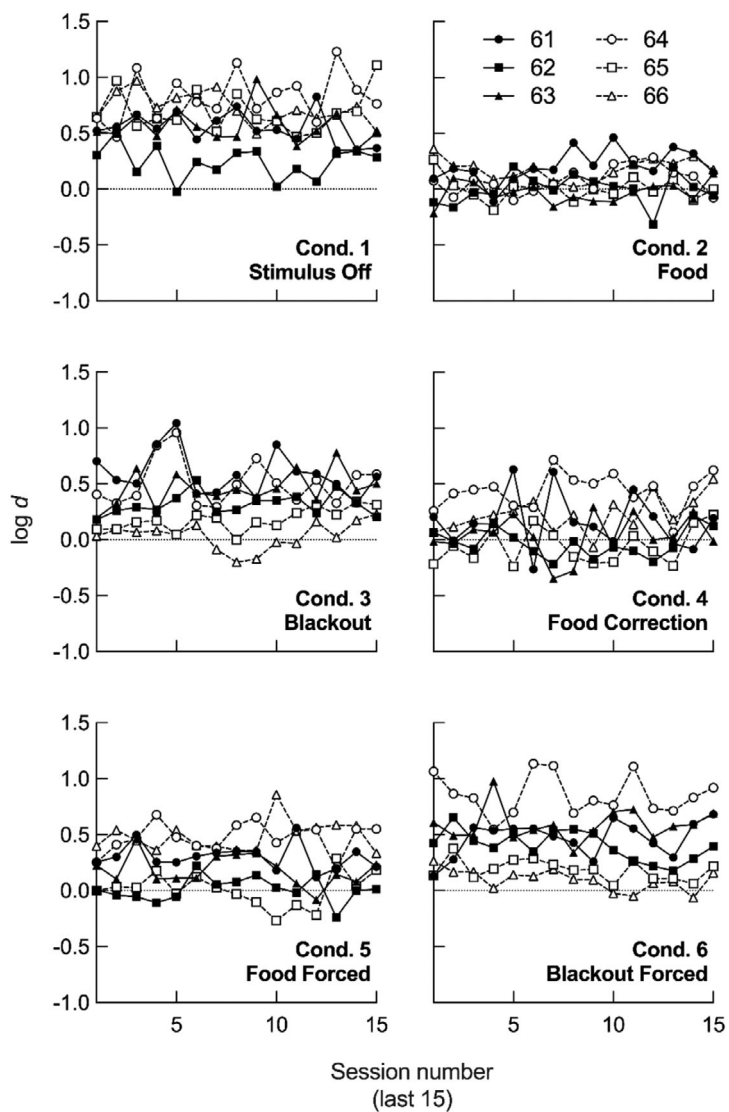 1.5
1.0
0.5
0.0
-0.5
-1.0
Cond. 1
Stimulus Off
61
62
63
64
65
66
Cond. 2
Food
1.5
1.0
0.5
0.0
-0.5
-1.0
log d
Cond. 3
Blackout
Cond. 4
Food Correction
1.5
1.0
0.5
0.0
-0.5
-1.0
Cond. 5
Food Forced
Cond. 6
Blackout Forced
5
10
15
5
10
15
Session number
(last 15)